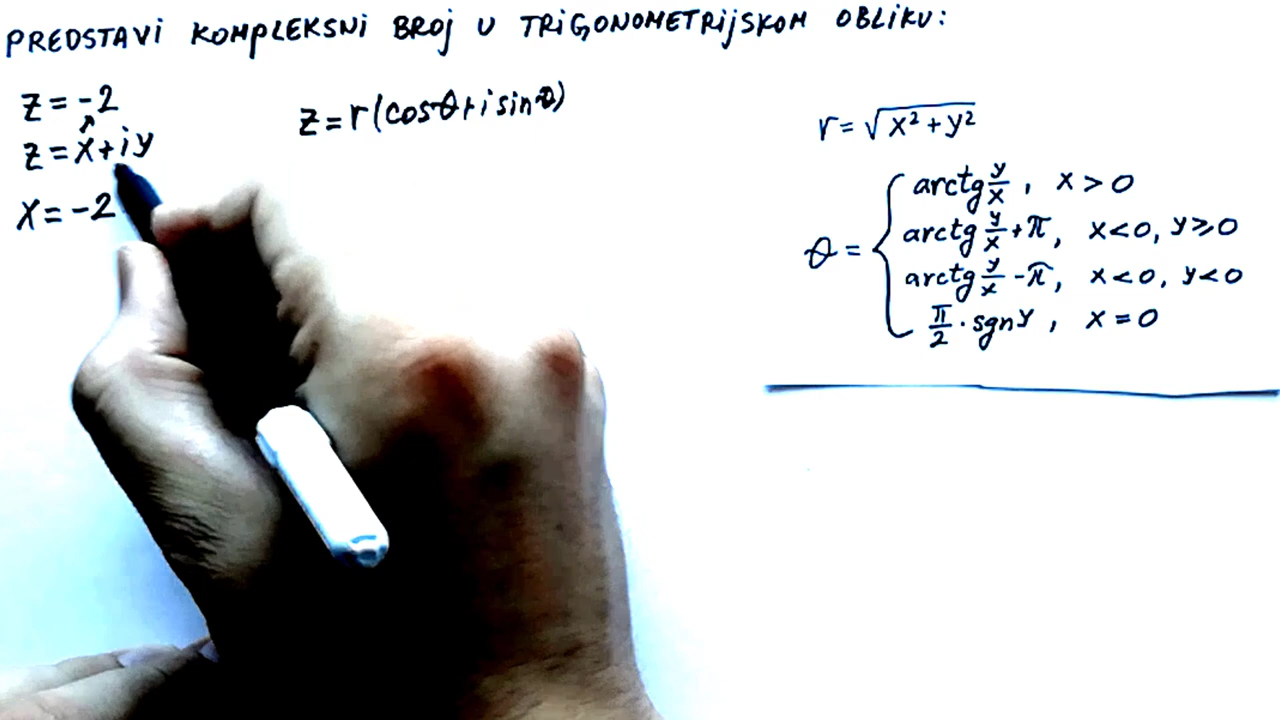 PREDSTAVi KOMPLEKSNi BROj U TRiGONOMETRijSKOM OBLiKU:
z = -2
z = x + iy
x = -2
z = r(cosθ + i sinθ)
r = √x² + y²
θ = {
arctg y/x , x > 0
arctg y/x + π, x < 0, y ≥ 0
arctg y/x - π, x < 0, y < 0
π/2 · sgn y , x = 0